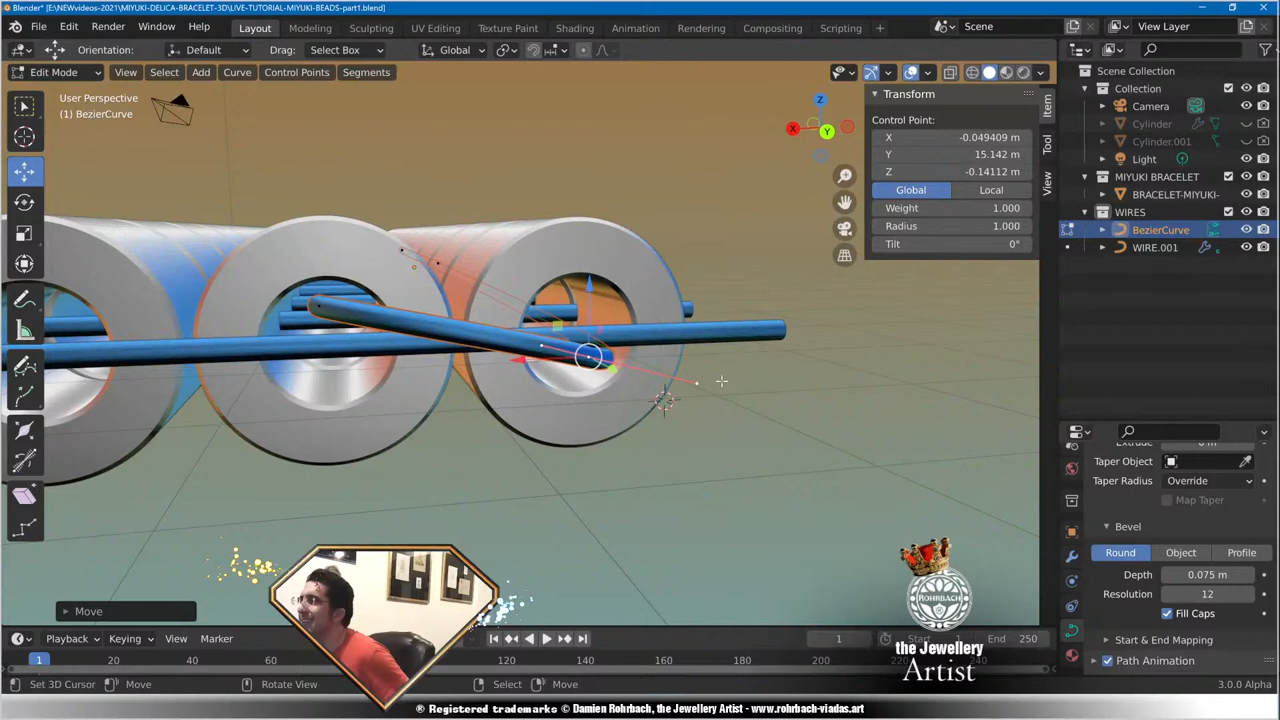 Blender* [E:\NEWvideos-2021\MIYUKI-DELICA-BRACELET-3D\LIVE-TUTORIAL-MIYUKI-BEADS-part1.blend]
File Edit Render Window Help Layout Modeling Sculpting UV Editing Texture Paint Shading Animation Rendering Compositing Scripting Scene View Layer
Orientation: Default Drag: Select Box Global
Edit Mode View Select Add Curve Control Points Segments
User Perspective
(1) BezierCurve
Z
X
Y
Transform
Control Point:
X -0.049409 m
Y 15.142 m
Z -0.14112 m
Global Local
Weight 1.000
Radius 1.000
Tilt 0°
Item
Tool
View
Scene Collection
Collection
Camera
Cylinder
Cylinder.001
Light
MIYUKI BRACELET
BRACELET-MIYUKI-
WIRES
BezierCurve
WIRE.001
Taper Object
Taper Radius Override
Map Taper
Bevel
Round Object Profile
Depth 0.075 m
Resolution 12
Fill Caps
Start & End Mapping
Path Animation
Move
ROHRBACH
the Jewellery
Artist
Playback Keying View Marker 1 Start 1 End 250
1 20 40 60 120 140 160 180 200 220
Set 3D Cursor Move Rotate View Select Move 3.0.0 Alpha
® Registered trademarks © Damien Rohrbach, the Jewellery Artist - www.rohrbach-viadas.art